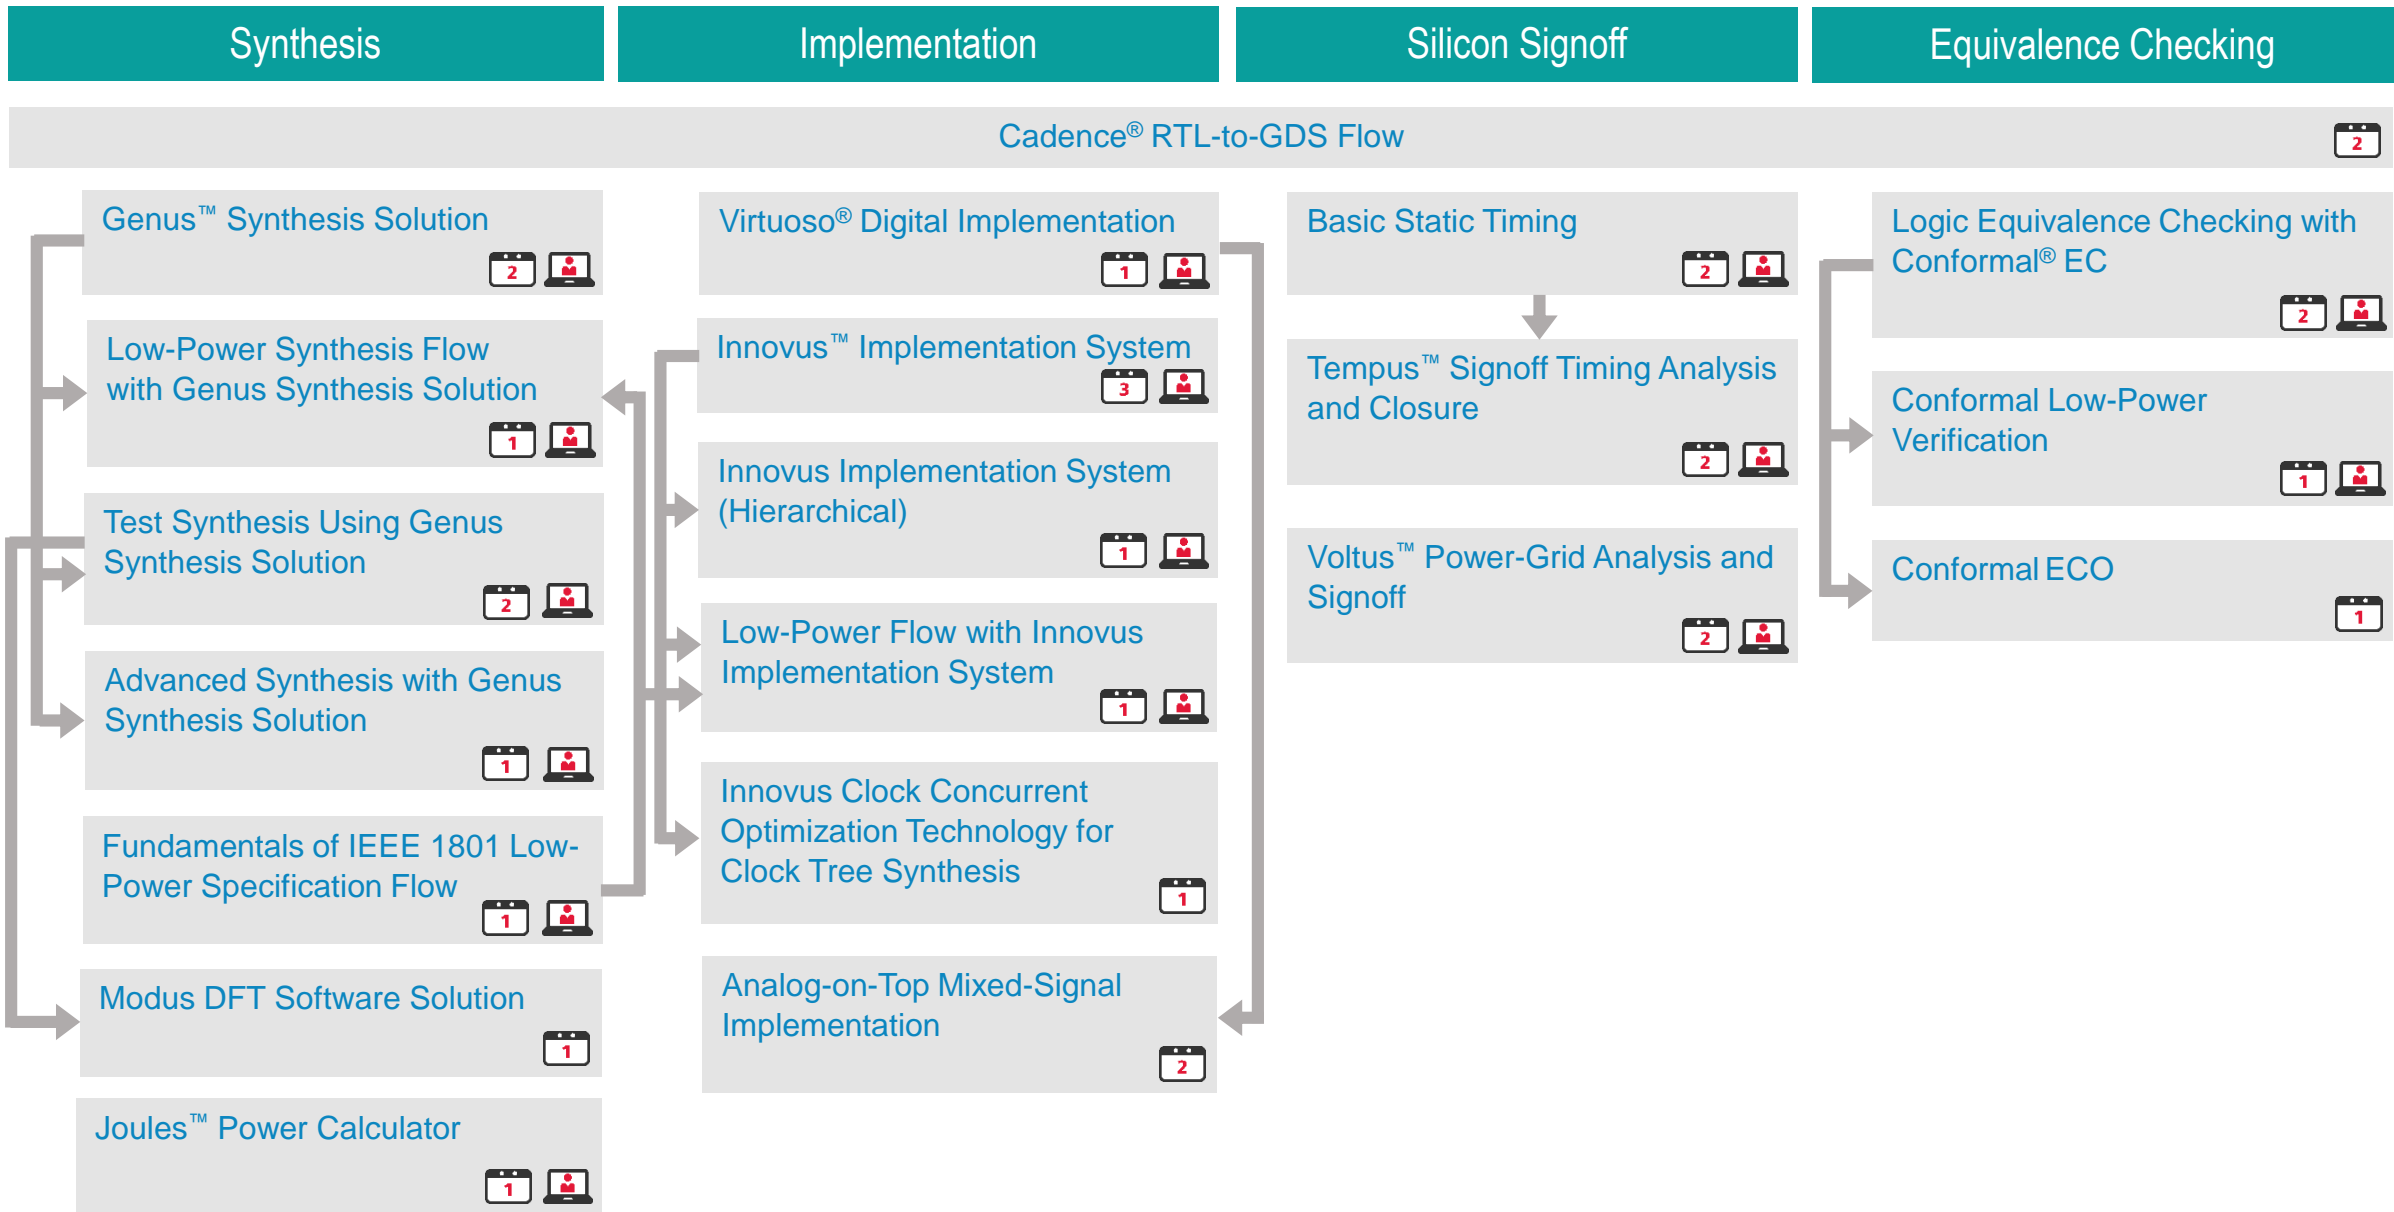 Synthesis
Implementation
Silicon Signoff
Equivalence Checking
Cadence® RTL-to-GDS Flow
2
Genus™ Synthesis Solution
2
Low-Power Synthesis Flow
with Genus Synthesis Solution
1
Test Synthesis Using Genus
Synthesis Solution
2
Advanced Synthesis with Genus
Synthesis Solution
1
Fundamentals of IEEE 1801 Low-
Power Specification Flow
1
Modus DFT Software Solution
1
Joules™ Power Calculator
1
Virtuoso® Digital Implementation
1
Innovus™ Implementation System
3
Innovus Implementation System
(Hierarchical)
1
Low-Power Flow with Innovus
Implementation System
1
Innovus Clock Concurrent
Optimization Technology for
Clock Tree Synthesis
1
Analog-on-Top Mixed-Signal
Implementation
2
Basic Static Timing
2
Tempus™ Signoff Timing Analysis
and Closure
2
Voltus™ Power-Grid Analysis and
Signoff
2
Logic Equivalence Checking with
Conformal® EC
2
Conformal Low-Power
Verification
1
Conformal ECO
1